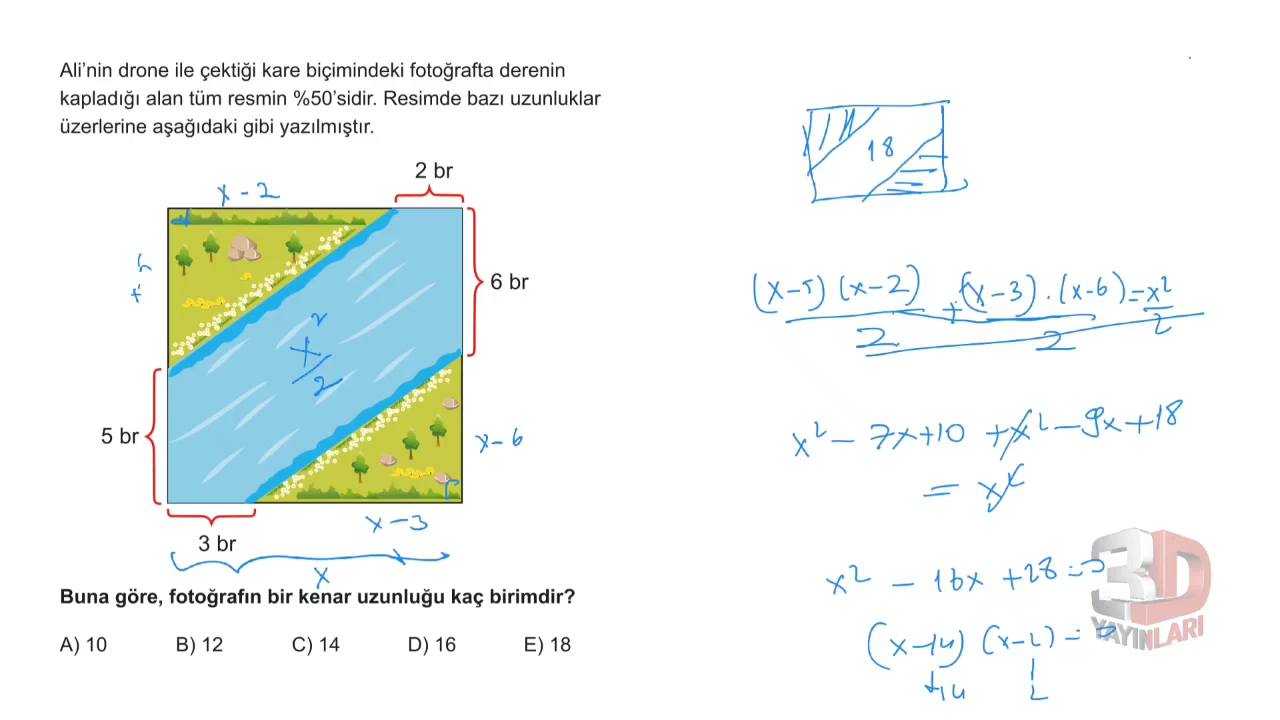 Ali’nin drone ile çektiği kare biçimindeki fotoğrafta derenin
kapladığı alan tüm resmin %50’sidir. Resimde bazı uzunluklar
üzerlerine aşağıdaki gibi yazılmıştır.
2 br
x - 2
6 br
18
x²/2
5 br
x - 6
x - 3
3 br
x
Buna göre, fotoğrafın bir kenar uzunluğu kaç birimdir?
A) 10 B) 12 C) 14 D) 16 E) 18
(x-5)(x-2)/2 + (x-3).(x-6)/2 = x²/2
x² - 7x+10 + x² - 9x+18
= x²
x² - 16x +28 = 0
(x-14) (x-2) = 0
3D
YAYINLARI